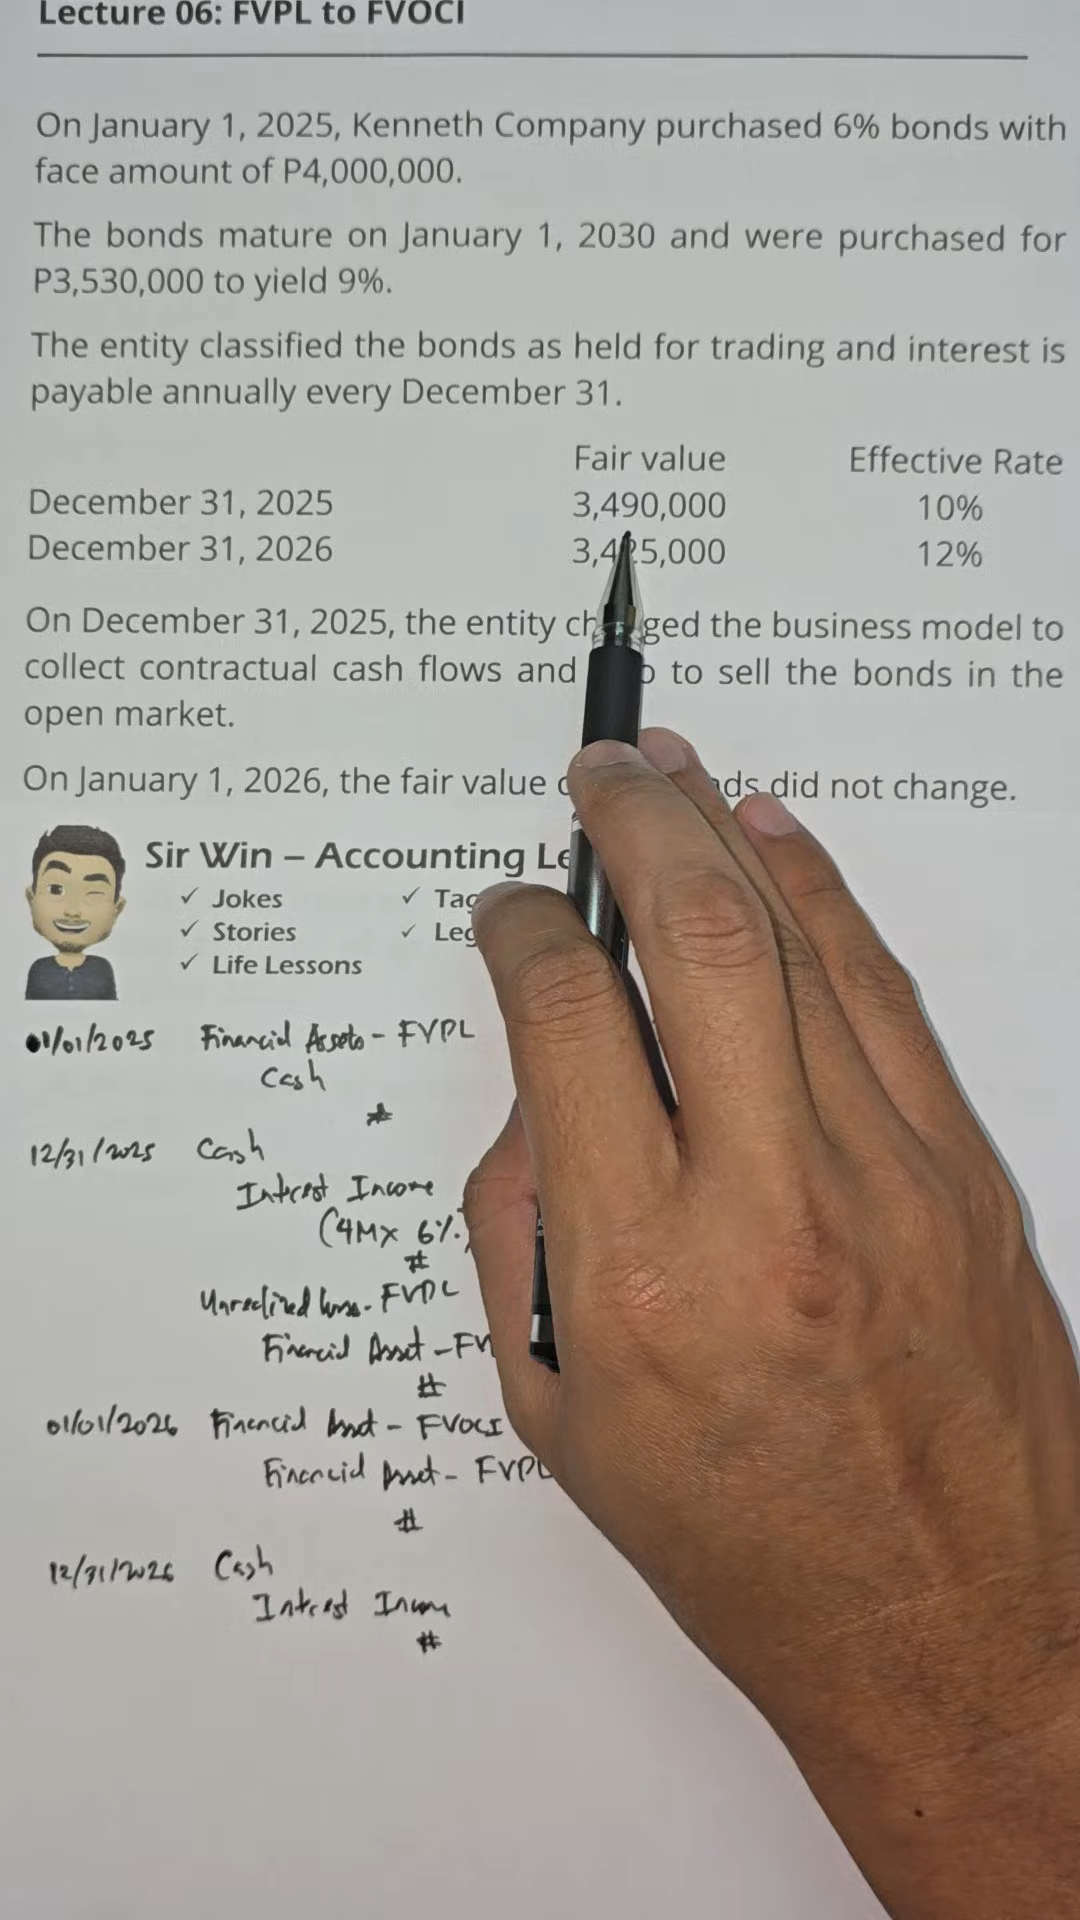 Lecture 06: FVPL to FVOCI
On January 1, 2025, Kenneth Company purchased 6% bonds with
face amount of P4,000,000.
The bonds mature on January 1, 2030 and were purchased for
P3,530,000 to yield 9%.
The entity classified the bonds as held for trading and interest is
payable annually every December 31.
Fair value Effective Rate
December 31, 2025 3,490,000 10%
December 31, 2026 12%
On December 31, 2025, the entity the business model to
collect contractual cash flows and to sell the bonds in the
open market.
On January 1, 2026, the fair value did not change.
Sir Win – Accounting
✓ Jokes ✓
✓ Stories ✓
✓ Life Lessons
01/01/2025 Financial Assets - FVPL
Cash
#
12/31/2025 Cash
Interest Income
(4M x 6%)
#
Unrealized loss - FVPL
Financial Asset -
#
01/01/2026 Financial Asset - FVOCI
Financial Asset - FVPL
#
12/31/2026 Cash
Interest Income
#